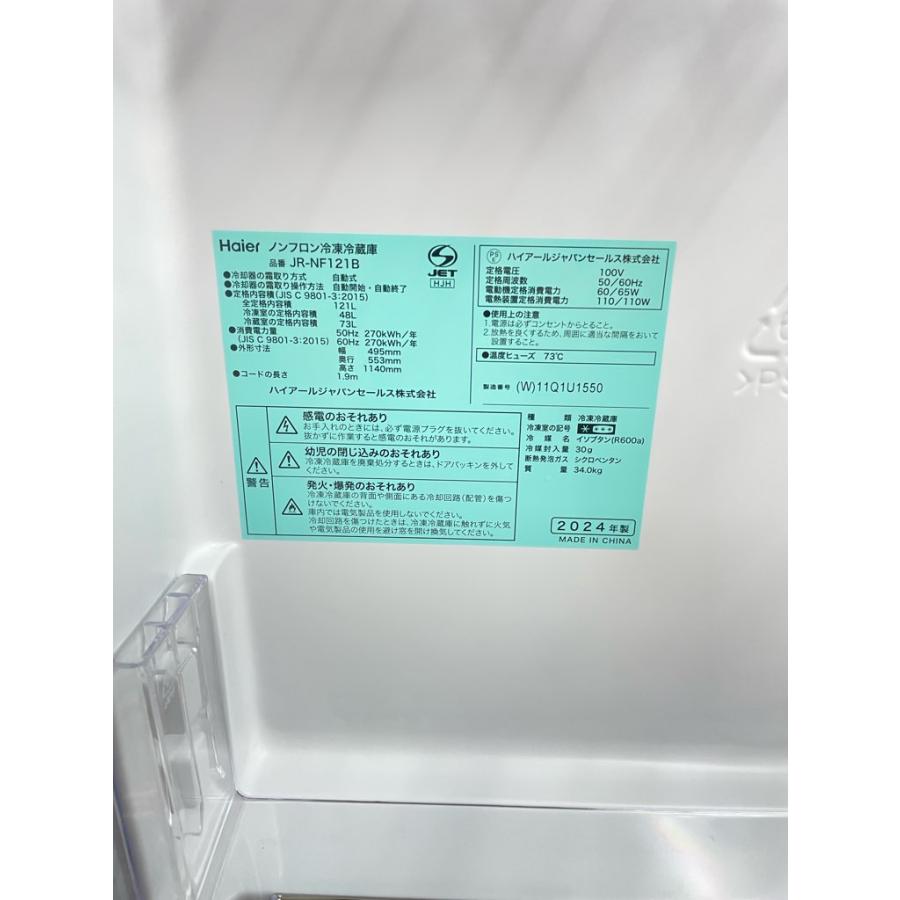 Haier ノンフロン冷凍冷蔵庫
品番 JR-NF121B
JET
HJH
●冷却器の霜取り方式 自動式
●冷却器の霜取り操作方法 自動開始・自動終了
●定格内容積(JIS C 9801-3:2015)
全定格内容積 121L
冷凍室の定格内容積 48L
冷蔵室の定格内容積 73L
●消費電力量 50Hz 270kWh/年
(JIS C 9801-3:2015) 60Hz 270kWh/年
●外形寸法 幅 495mm
奥行 553mm
高さ 1140mm
●コードの長さ 1.9m
ハイアールジャパンセールス株式会社
PS
E
ハイアールジャパンセールス株式会社
定格電圧 100V
定格周波数 50/60Hz
電動機定格消費電力 60/65W
電熱装置定格消費電力 110/110W
●使用上の注意
1.電源は必ずコンセントからとること。
2.放熱を良くするため、周囲に適当な間隔をおいて
設置すること。
●温度ヒューズ 73℃
製造番号 (W)11Q1U1550
警告
感電のおそれあり
お手入れのときには、必ず電源プラグを抜いてください。
抜かずに作業すると感電のおそれがあります。
幼児の閉じ込みのおそれあり
冷凍冷蔵庫を廃棄処分するときは、ドアパッキンを外して
ください。
発火・爆発のおそれあり
冷凍冷蔵庫の背面や側面にある冷却回路(配管)を傷つ
けないでください。
庫内では電気製品を使用しないでください。
冷却回路を傷つけたときは、冷凍冷蔵庫に触れずに火気
や電気製品の使用を避け窓を開け換気してください。
種類 冷凍冷蔵庫
冷凍室の記号
冷媒 イソブタン(R600a)
冷媒封入量 30g
断熱発泡ガス シクロペンタン
質量 34.0kg
2024年製
MADE IN CHINA